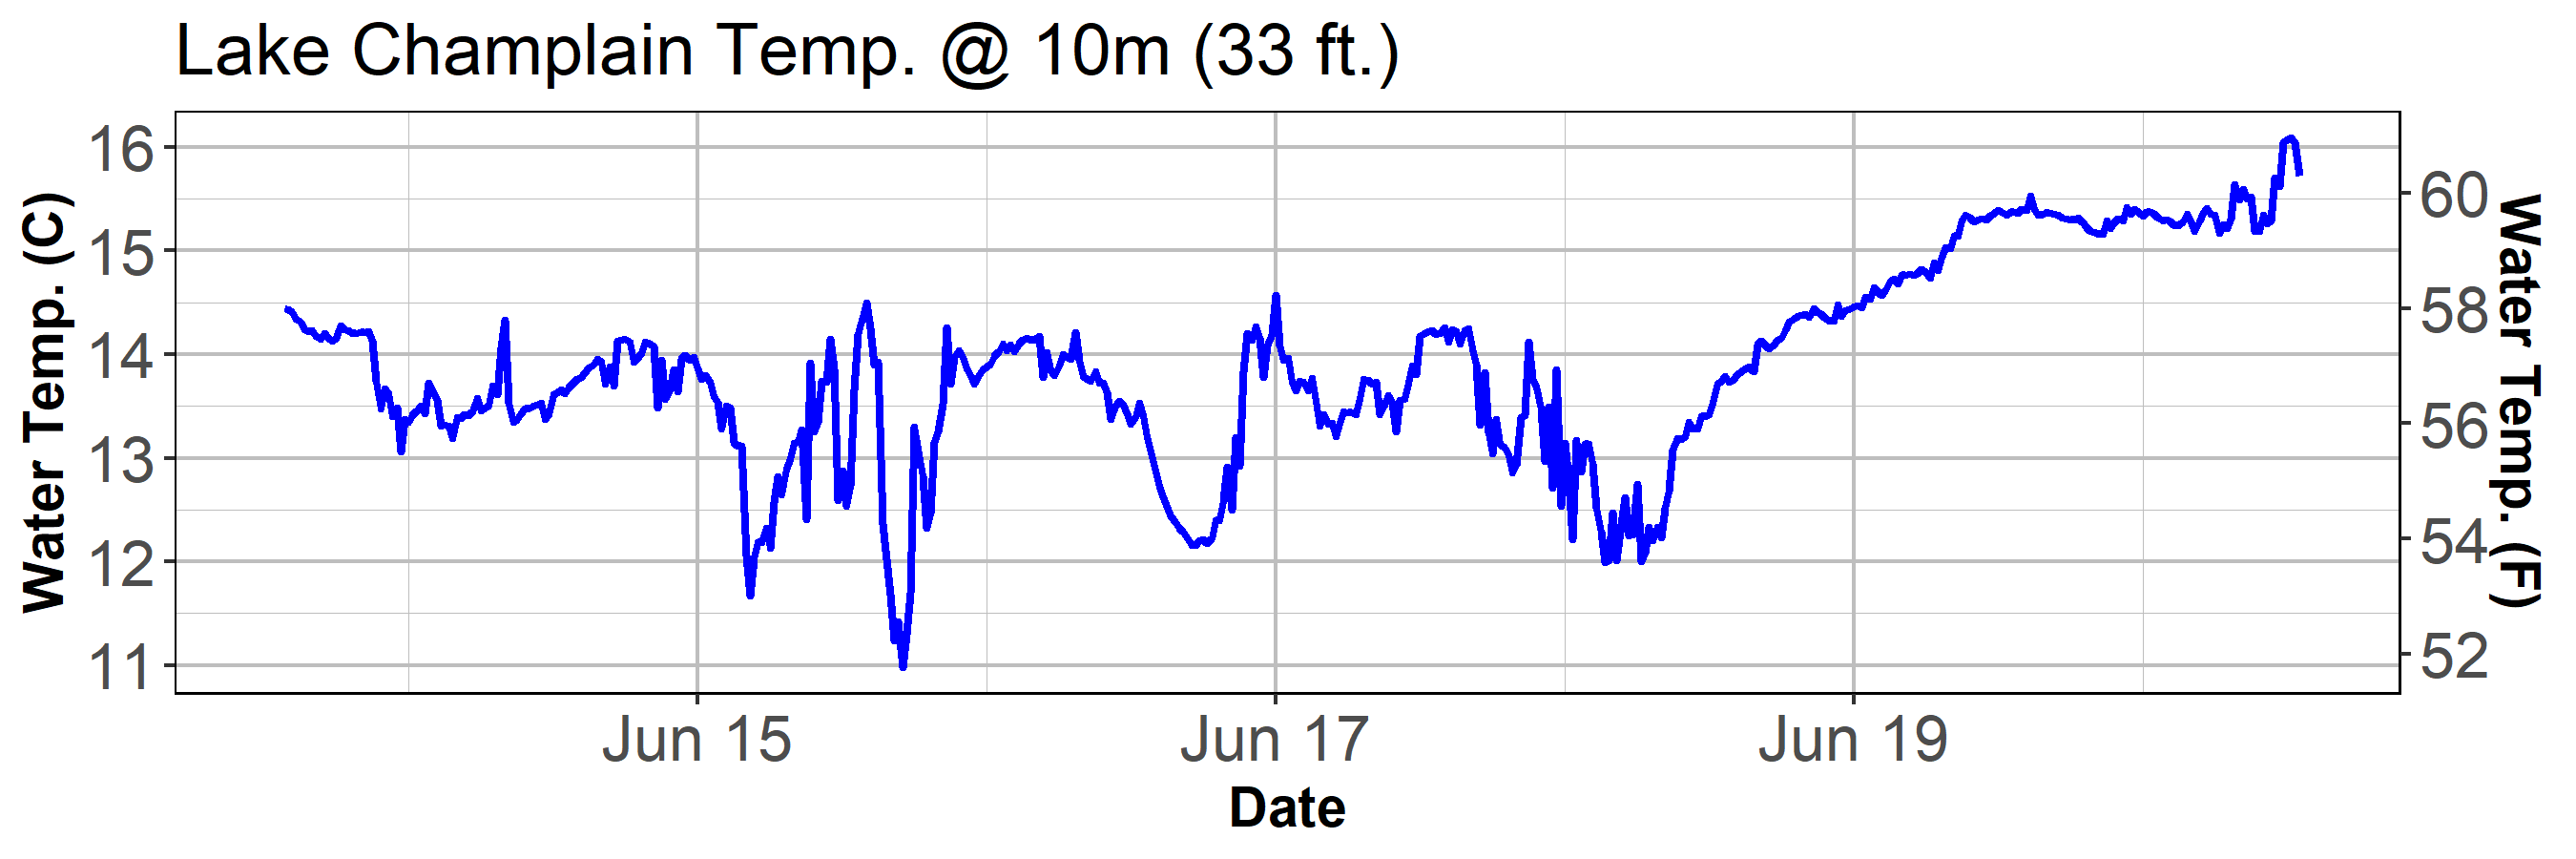 Lake Champlain Temp. @ 10m (33 ft.)
Water Temp. (C)
16
15
14
13
12
11
60
58
56
54
52
Water Temp. (F)
Jun 15
Jun 17
Jun 19
Date